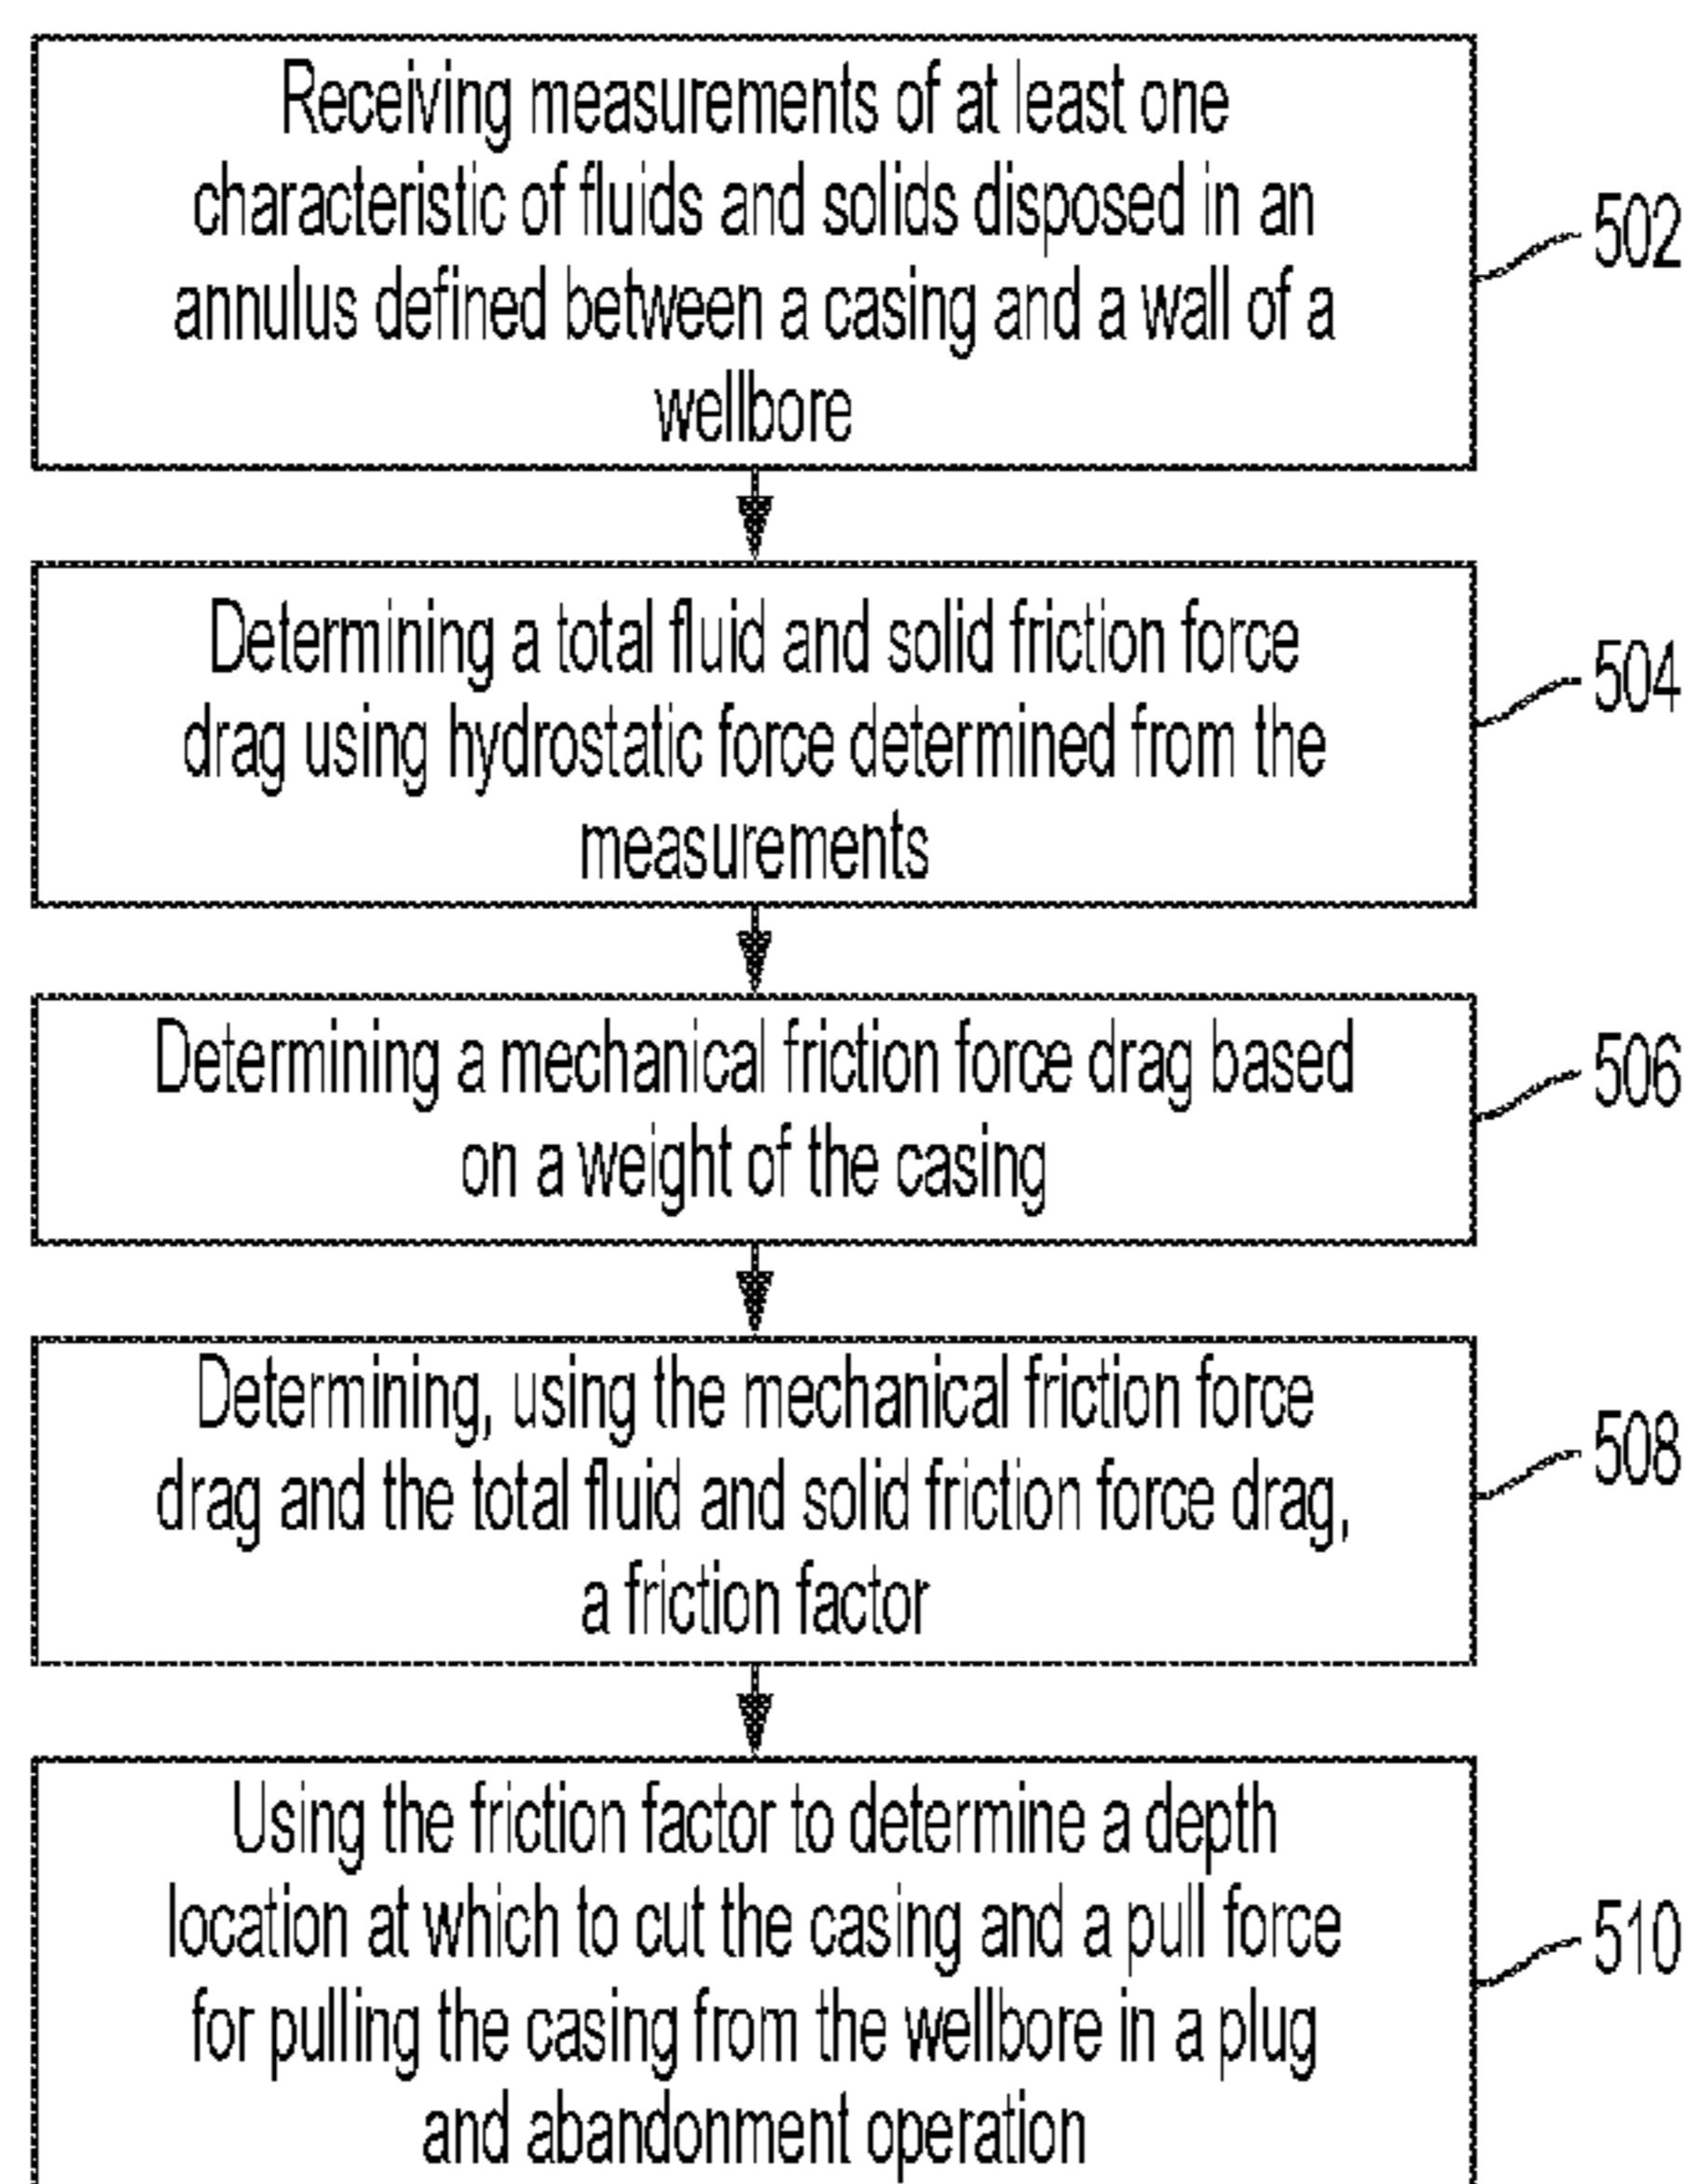 Receiving measurements of at least one
characteristic of fluids and solids disposed in an
annulus defined between a casing and a wall of a
wellbore
502
Determining a total fluid and solid friction force
drag using hydrostatic force determined from the
measurements
504
Determining a mechanical friction force drag based
on a weight of the casing
506
Determining, using the mechanical friction force
drag and the total fluid and solid friction force drag,
a friction factor
508
Using the friction factor to determine a depth
location at which to cut the casing and a pull force
for pulling the casing from the wellbore in a plug
and abandonment operation
510